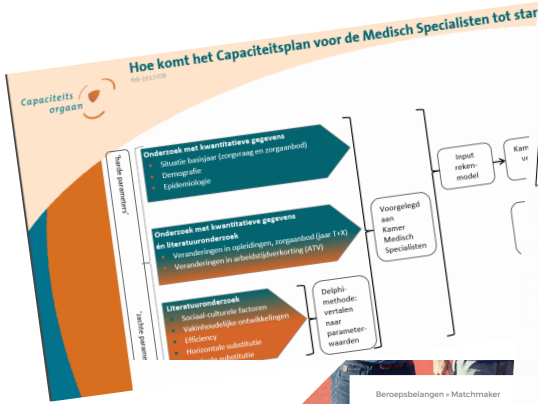 Hoe komt het Capaciteitsplan voor de Medisch Specialisten tot
feb-2017/GB
Capaciteits
orgaan
"harde parameters"
Onderzoek met kwantitatieve gegevens
Situatie basisjaar (zorgvraag en zorgaanbod)
Demografie
Epidemiologie
Onderzoek met kwantitatieve gegevens
én literatuuronderzoek
Veranderingen in opleidingen, zorgaanbod (jaar T+X)
Veranderingen in arbeidstijdverkorting (ATV)
"zachte parame
Literatuuronderzoek
Sociaal-culturele factoren
Vakinhoudelijke ontwikkelingen
Efficiency
Horizontale substitutie
substitutie
Delphi-
methode:
vertalen
naar
parameter-
waarden
Voorgelegd
aan
Kamer
Medisch
Specialisten
Input
reken-
model
Kam
Beroepsbelangen » Matchmaker